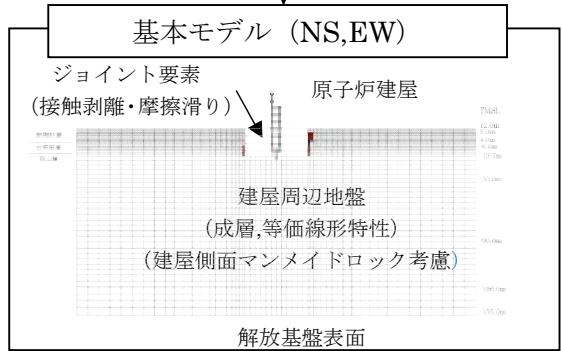 基本モデル（NS,EW）
ジョイント要素
（接触剥離・摩擦滑り）
原子炉建屋
TMSL
12.0m
建屋周辺地盤
（成層,等価線形特性）
（建屋側面マンメイドロック考慮）
解放基盤表面